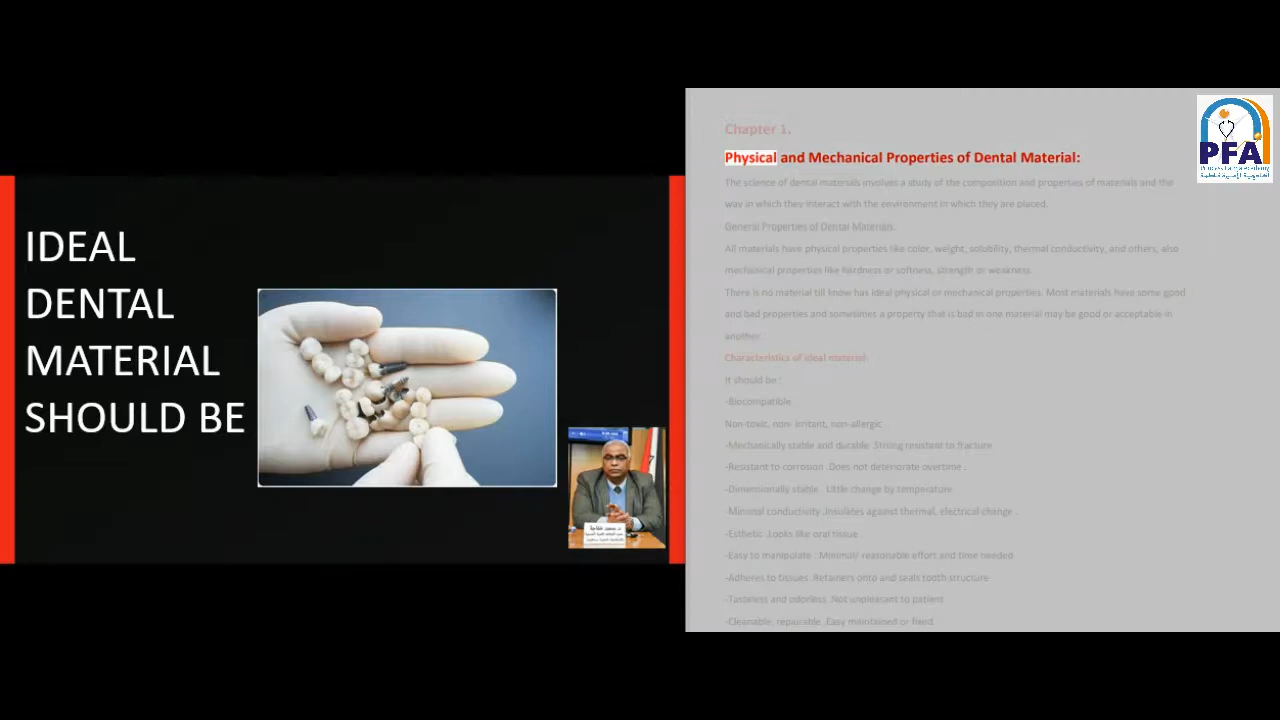 IDEAL
DENTAL
MATERIAL
SHOULD BE
Chapter 1.
Physical and Mechanical Properties of Dental Material:
The science of dental materials involves a study of the composition and properties of materials and the
way in which they interact with the environment in which they are placed.
General Properties of Dental Materials.
All materials have physical properties like color, weight, solubility, thermal conductivity, and others, also
mechanical properties like hardness or softness, strength or weakness.
There is no material till know has ideal physical or mechanical properties. Most materials have some good
and bad properties and sometimes a property that is bad in one material may be good or acceptable in
another
Characteristics of ideal material:
It should be :
-Biocompatible
Non-toxic, non- irritant, non-allergic
-Mechanically stable and durable .Strong resistant to fracture
-Resistant to corrosion .Does not deteriorate overtime .
-Dimensionally stable . Little change by temperature
-Minimal conductivity .Insulates against thermal, electrical change .
-Esthetic .Looks like oral tissue
-Easy to manipulate . Minimal/ reasonable effort and time needed
-Adheres to tissues .Retainers onto and seals tooth structure
-Tasteless and odorless .Not unpleasant to patient
-Cleanable, repairable .Easy maintained or fixed
PFA
Princess Fatma Academy